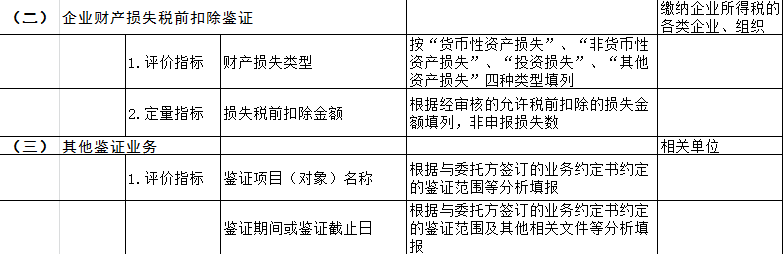 缴纳企业所得税的
（二） 企业财产损失税前扣除鉴证 各类企业、组织
按“货币性资产损失”、“非货币
1.评价指标 财产损失类型 性资产损失”、“投资损失”、“其他
资产损失”四种类型填列
2.定量指标 损失税前扣除金额 根据经审核的允许税前扣除的损失金
额填列，非申报损失数
（三） 其他鉴证业务 相关单位
1.评价指标 鉴证项目（对象）名称 根据与委托方签订的业务约定书约定
的鉴证范围等分析填报
根据与委托方签订的业务约定书约定
鉴证期间或鉴证截止日 的鉴证范围及其他相关文件等分析填
报